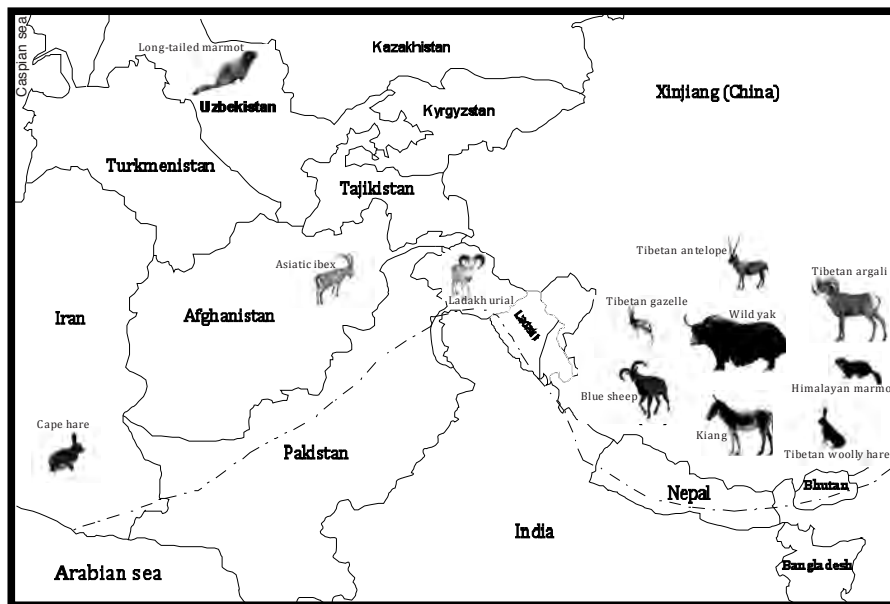 Caspian sea
Long-tailed marmot
Kazakhistan
Uzbekistan
Kyrgyzstan
Xinjiang (China)
Turkmenistan
Tajikistan
Tibetan antelope
Asiatic ibex
Tibetan argali
Ladakh urial
Tibetan gazelle
Iran
Afghanistan
Wild yak
Himalayan marmo
Blue sheep
Cape hare
Kiang
Pakistan
Tibetan woolly hare
Nepal
Bhutan
India
Bangladesh
Arabian sea